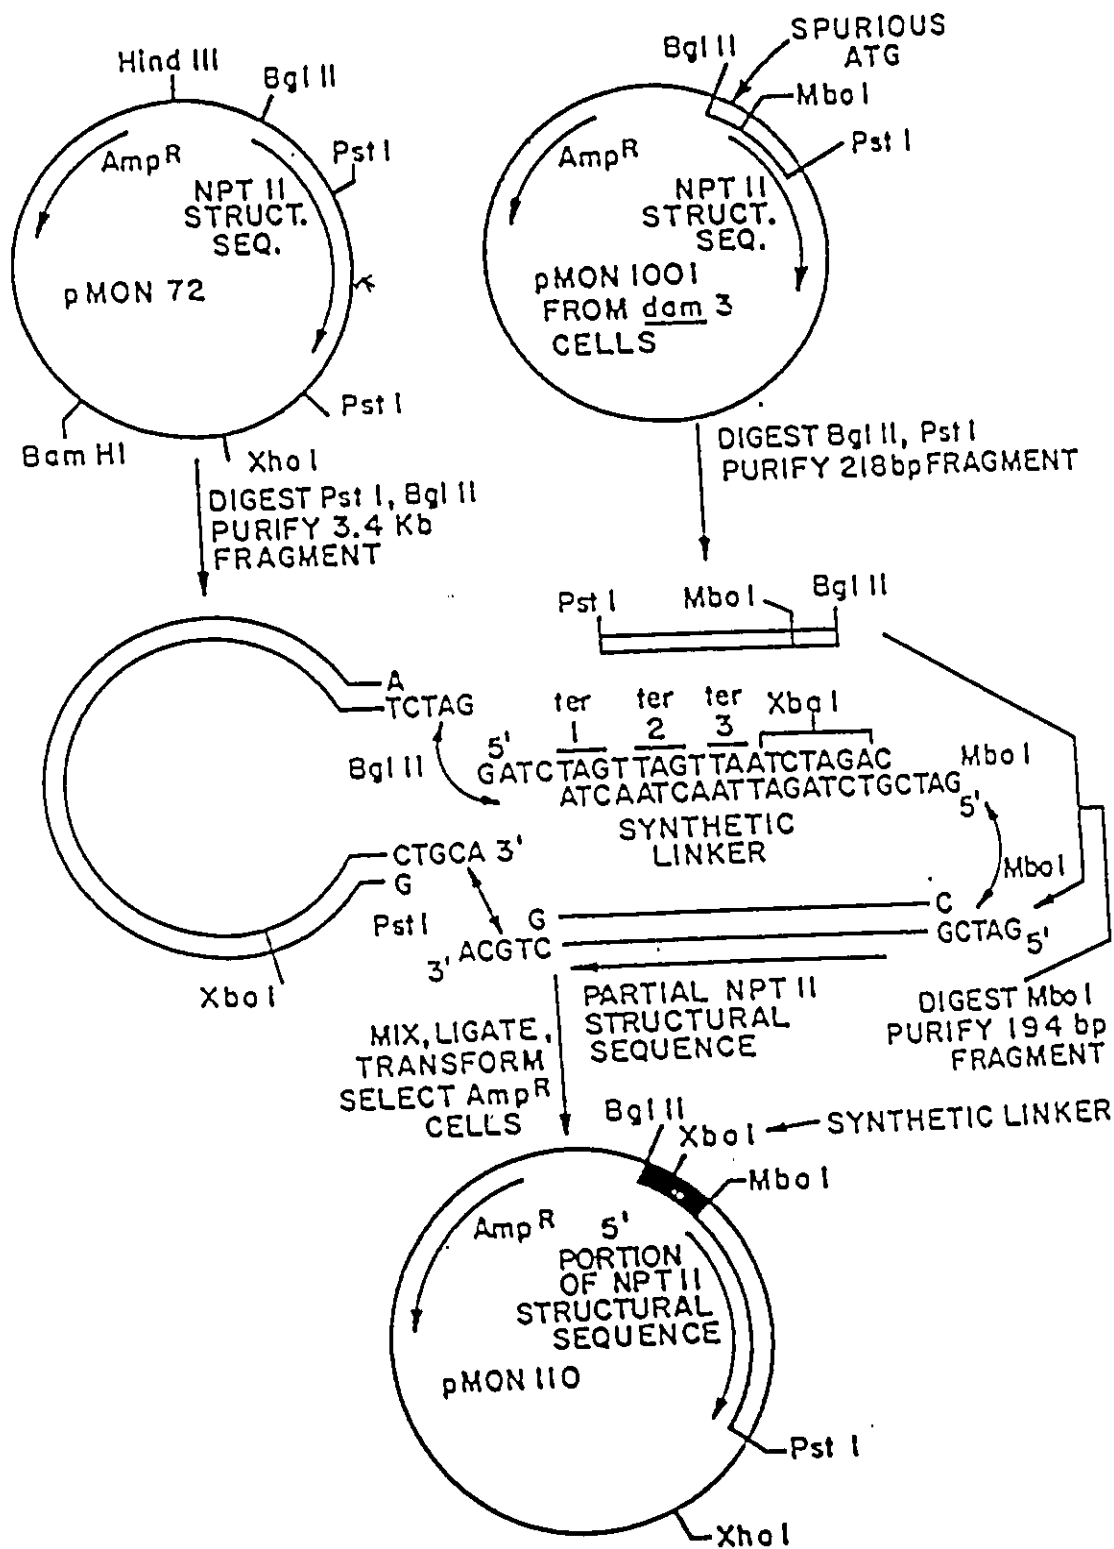 Hind III
Bgl II
Pst I
Amp R
NPT II
STRUCT.
SEQ.
pMON 72
Pst I
Bam HI
Xho I
DIGEST Pst I, Bgl II
PURIFY 3.4 Kb
FRAGMENT
SPURIOUS
ATG
Bgl II
Mbo I
Pst I
Amp R
NPT II
STRUCT.
SEQ.
pMON 1001
FROM dam 3
CELLS
DIGEST Bgl II, Pst I
PURIFY 218bp FRAGMENT
Pst I
Mbo I
Bgl II
A
TCTAG
Bgl II
ter
1
ter
2
ter
3
Xba I
5'
GATCTAGTTAGTTAATCTAGAC
Mbo I
ATCAATCAATTAGATCTGCTAG
5'
SYNTHETIC
LINKER
CTGCA 3'
G
Pst I
Mbo I
G
C
3' ACGTC
GCTAG 5'
Xbo I
PARTIAL NPT II
STRUCTURAL
SEQUENCE
DIGEST Mbo I
PURIFY 194 bp
FRAGMENT
MIX, LIGATE,
TRANSFORM
SELECT Amp R
CELLS
Bgl II
Xbo I
SYNTHETIC LINKER
Mbo I
Amp R
5'
PORTION
OF NPT II
STRUCTURAL
SEQUENCE
pMON 110
Pst I
Xho I